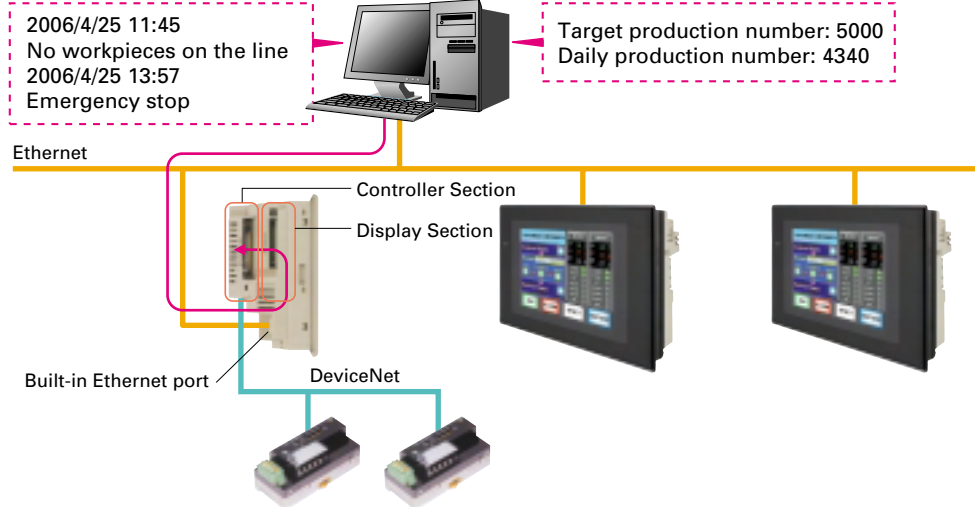 2006/4/25 11:45
No workpieces on the line
2006/4/25 13:57
Emergency stop
Target production number: 5000
Daily production number: 4340
Ethernet
Controller Section
Display Section
Built-in Ethernet port
DeviceNet